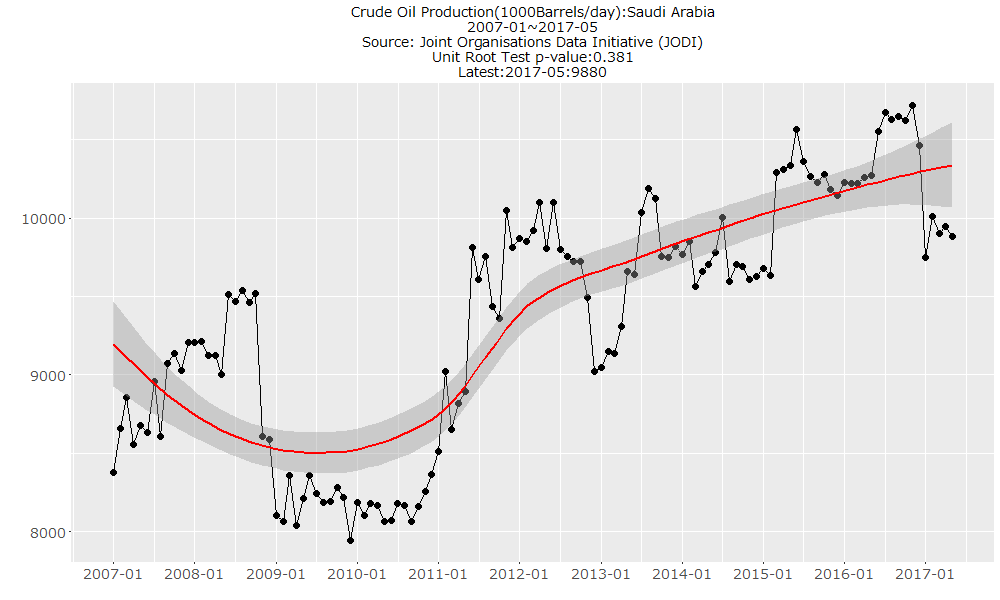 Crude Oil Production(1000Barrels/day):Saudi Arabia
2007-01~2017-05
Source: Joint Organisations Data Initiative (JODI)
Unit Root Test p-value:0.381
Latest:2017-05:9880
10000
9000
8000
2007-01 2008-01 2009-01 2010-01 2011-01 2012-01 2013-01 2014-01 2015-01 2016-01 2017-01